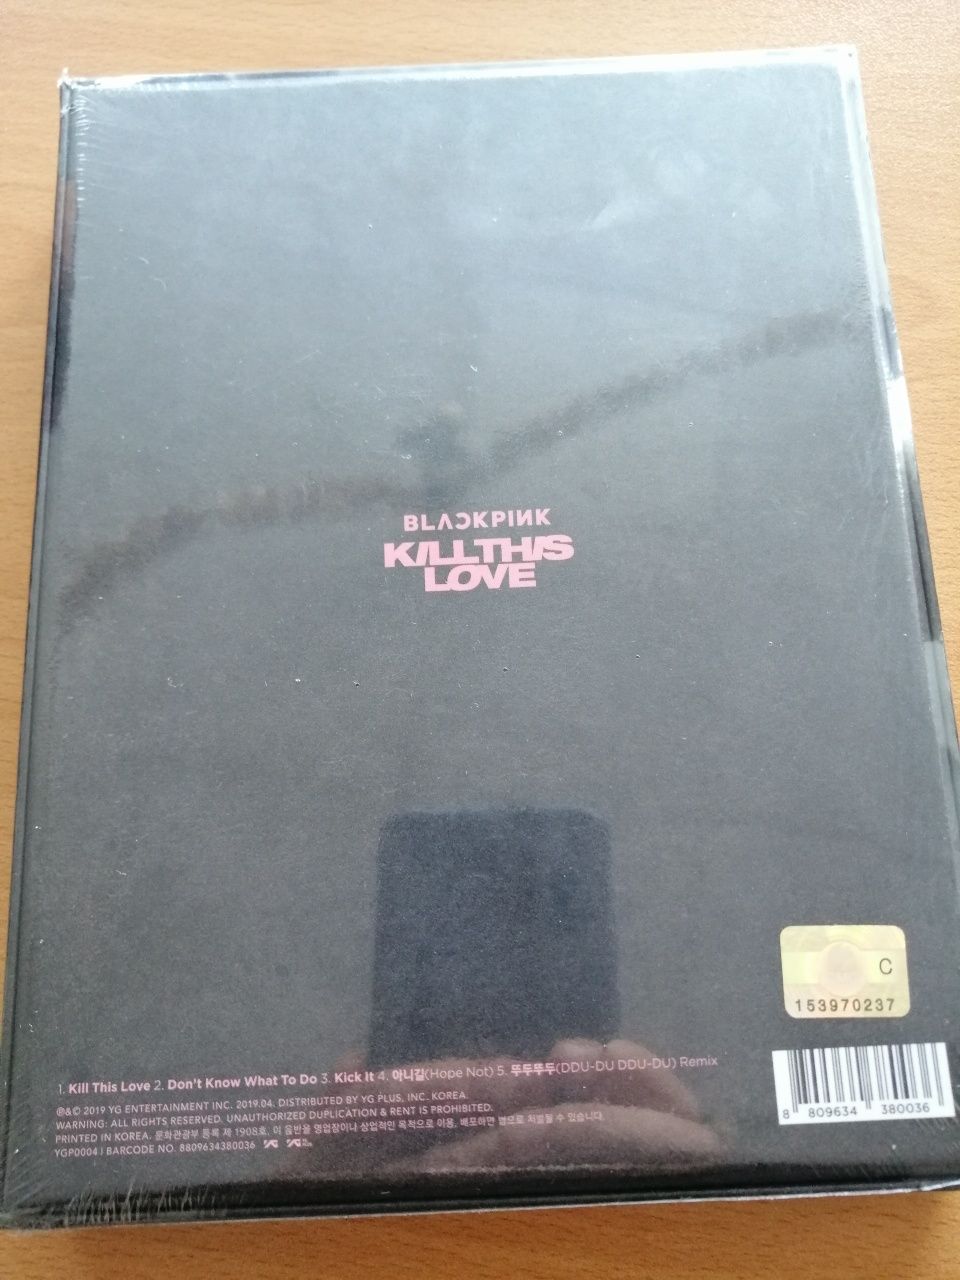 BLACKPINK
KILL THIS
LOVE
C
153970237
1. Kill This Love 2. Don't Know What To Do 3. Kick It 4. 아니길(Hope Not) 5. 뚜두뚜두(DDU-DU DDU-DU) Remix
℗&© 2019 YG ENTERTAINMENT INC. 2019.04. DISTRIBUTED BY YG PLUS, INC. KOREA.
WARNING: ALL RIGHTS RESERVED. UNAUTHORIZED DUPLICATION & RENT IS PROHIBITED.
PRINTED IN KOREA. 문화관광부 등록 제 1908호. 이 음반을 영업장이나 상업적인 목적으로 이용, 배포하면 법으로 처벌될 수 있습니다.
YGP0004 | BARCODE NO. 8809634380036 YG YG
8 809634 380036